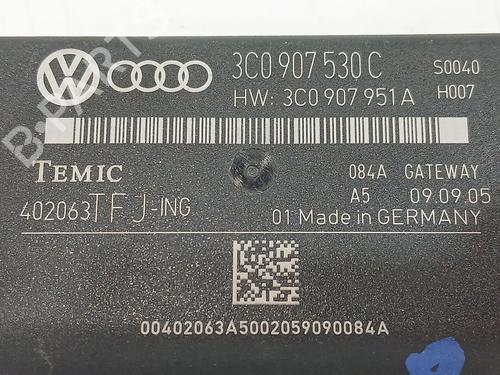 3C0 907 530 C
S0040
HW: 3C0 907 951 A
H007
TEMIC
084A GATEWAY
402063TFJ-ING
A5 09.09.05
01 Made in GERMANY
00402063A5002059090084A
B-PARTS